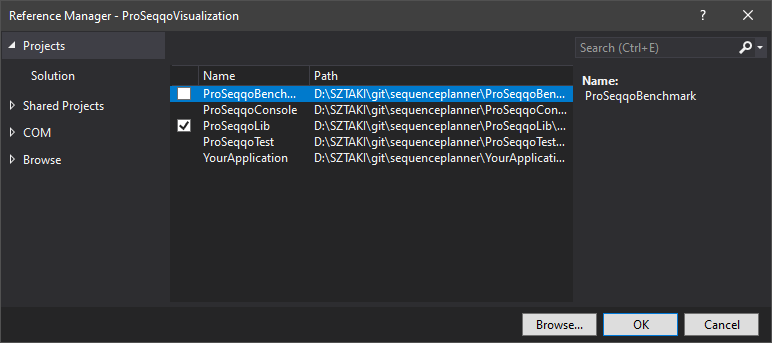 Reference Manager - ProSeqqoVisualization ? ×
Projects
Solution
Shared Projects
COM
Browse
Name Path
ProSeqqoBench... D:\SZTAKI\git\sequenceplanner\ProSeqqoBen...
ProSeqqoConsole D:\SZTAKI\git\sequenceplanner\ProSeqqoCon...
ProSeqqoLib D:\SZTAKI\git\sequenceplanner\ProSeqqoLib\...
ProSeqqoTest D:\SZTAKI\git\sequenceplanner\ProSeqqoTest...
YourApplication D:\SZTAKI\git\sequenceplanner\YourApplicati...
Search (Ctrl+E)
Name:
ProSeqqoBenchmark
Browse... OK Cancel